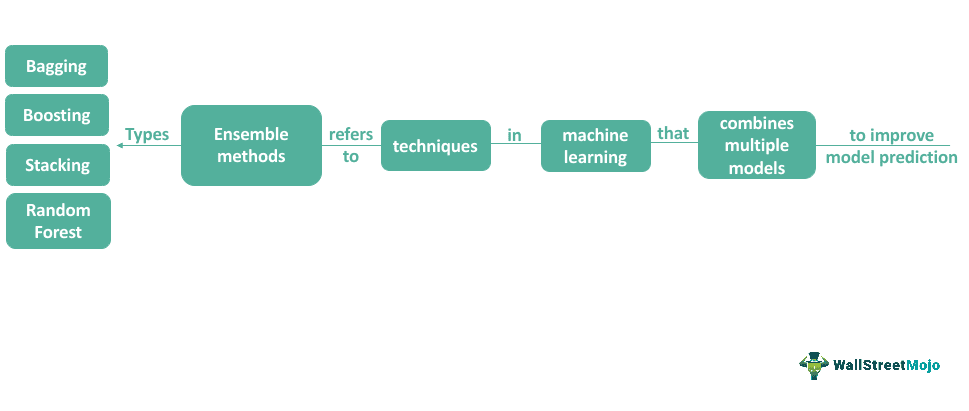 Bagging
Boosting
Stacking
Random
Forest
Types
Ensemble
methods
refers
to
techniques
in
machine
learning
that
combines
multiple
models
to improve
model prediction
WallStreetMojo